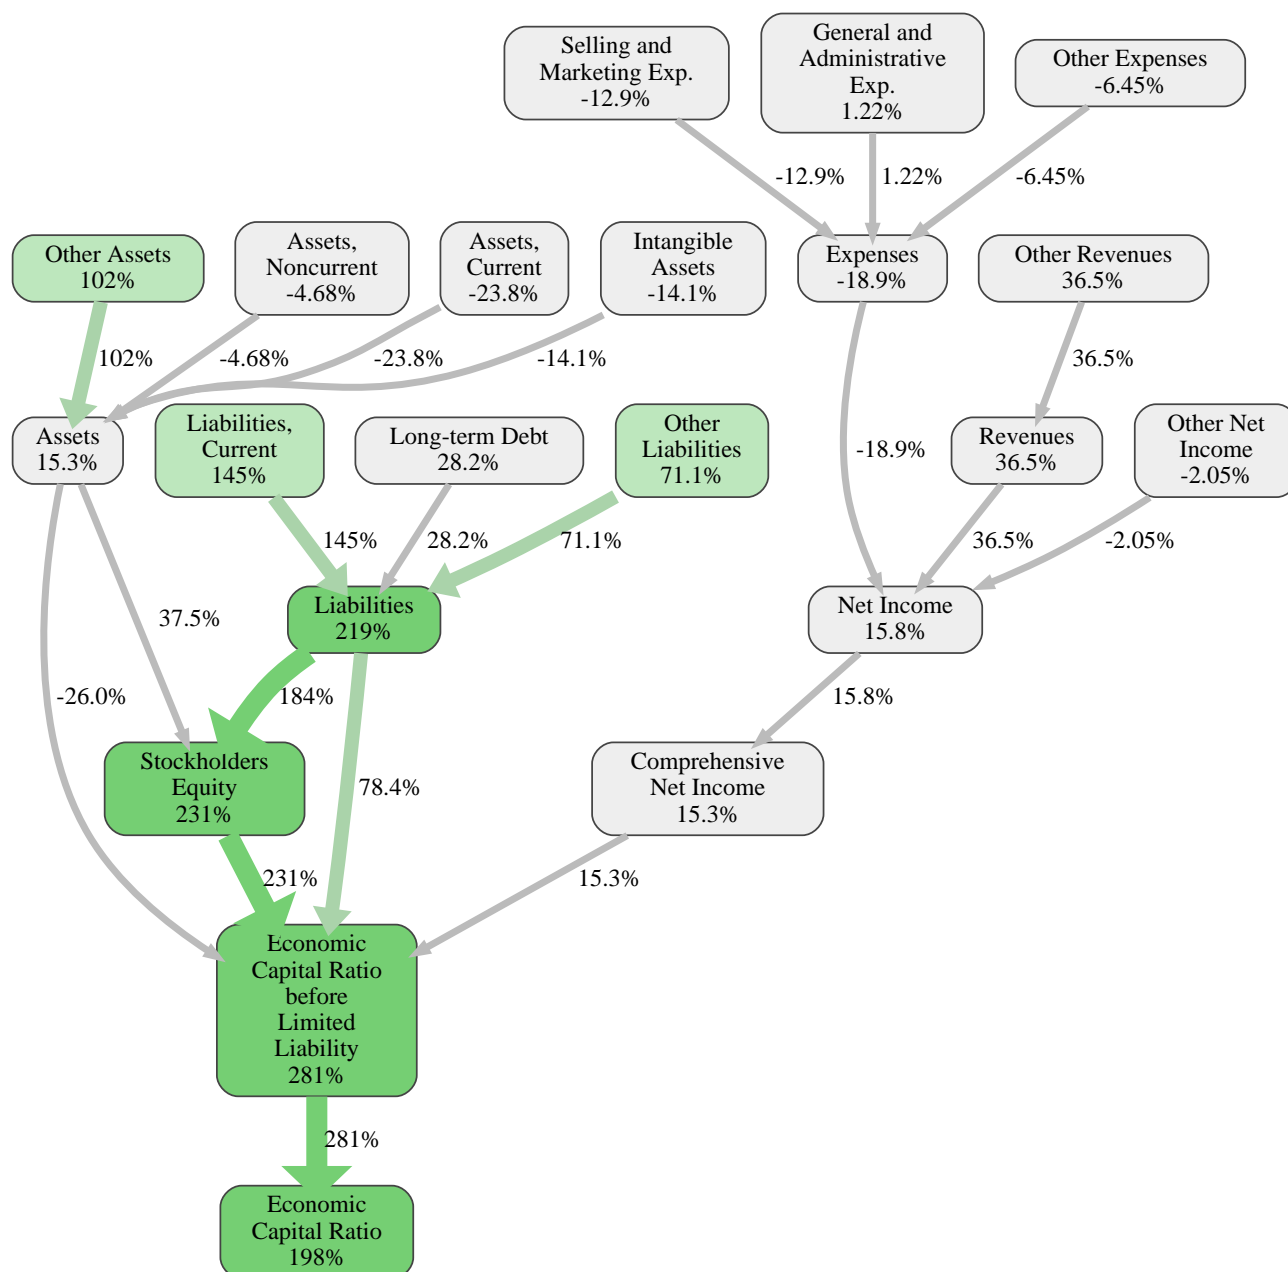 Selling and
Marketing Exp.
-12.9%
General and
Administrative
Exp.
1.22%
Other Expenses
-6.45%
-12.9%
1.22%
-6.45%
Other Assets
102%
Assets,
Noncurrent
-4.68%
Assets,
Current
-23.8%
Intangible
Assets
-14.1%
Expenses
-18.9%
Other Revenues
36.5%
102%
-4.68%
-23.8%
-14.1%
36.5%
Assets
15.3%
Liabilities,
Current
145%
Long-term Debt
28.2%
Other
Liabilities
71.1%
-18.9%
Revenues
36.5%
Other Net
Income
-2.05%
145%
28.2%
71.1%
36.5%
-2.05%
Liabilities
219%
Net Income
15.8%
37.5%
-26.0%
184%
15.8%
Stockholders
Equity
231%
78.4%
Comprehensive
Net Income
15.3%
231%
15.3%
Economic
Capital Ratio
before
Limited
Liability
281%
281%
Economic
Capital Ratio
198%